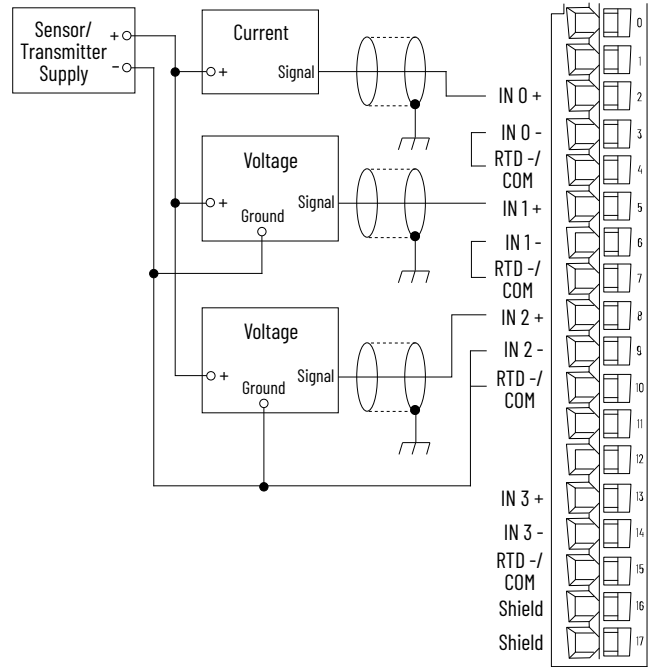 Sensor/
Transmitter
Supply
+
-
Current
+
Signal
Voltage
+
Signal
Ground
Voltage
+
Signal
Ground
IN 0 +
IN 0 -
RTD -/
COM
IN 1 +
IN 1 -
RTD -/
COM
IN 2 +
IN 2 -
RTD -/
COM
IN 3 +
IN 3 -
RTD -/
COM
Shield
Shield
0
1
2
3
4
5
6
7
8
9
10
11
12
13
14
15
16
17